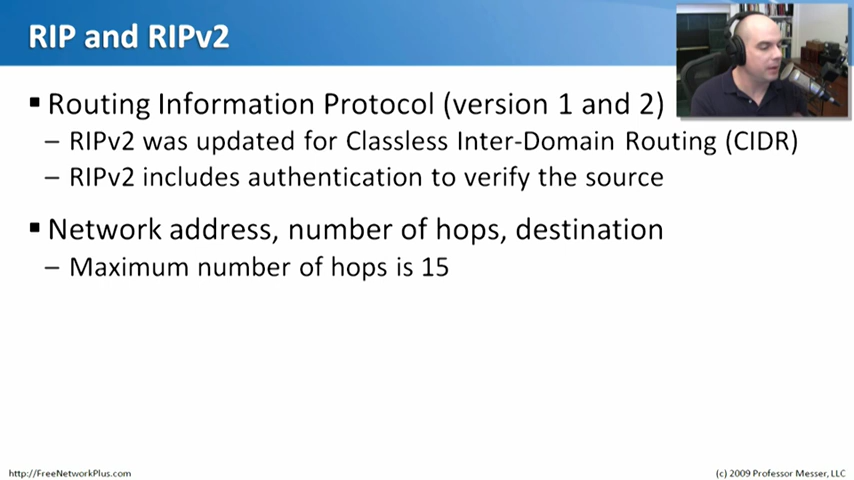 RIP and RIPv2
▪ Routing Information Protocol (version 1 and 2)
– RIPv2 was updated for Classless Inter-Domain Routing (CIDR)
– RIPv2 includes authentication to verify the source
▪ Network address, number of hops, destination
– Maximum number of hops is 15
http://FreeNetworkPlus.com
(c) 2009 Professor Messer, LLC